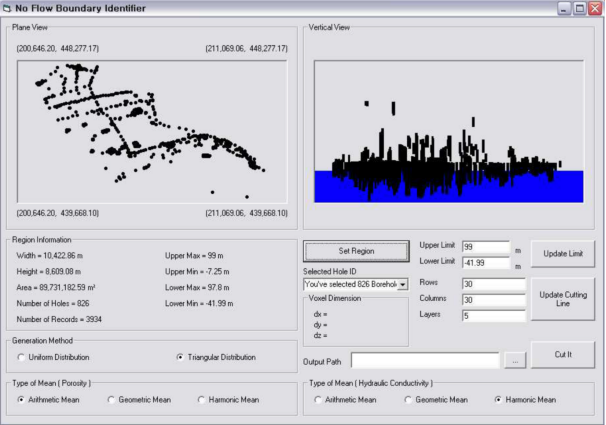 No Flow Boundary Identifier
Plane View
(200,646.20, 448,277.17) (211,069.06, 448,277.17)
(200,646.20, 439,668.10) (211,069.06, 439,668.10)
Vertical View
Region Information
Width = 10,422.86 m Upper Max = 99 m
Height = 8,609.08 m Upper Min = -7.25 m
Area = 89,731,182.59 m² Lower Max = 97.8 m
Number of Holes = 826 Lower Min = -41.99 m
Number of Records = 3934
Set Region
Selected Hole ID
You've selected 826 Borehol
Voxel Dimension
dx =
dy =
dz =
Upper Limit 99 m
Lower Limit -41.99 m
Rows 30
Columns 30
Layers 5
Update Limit
Update Cutting
Line
Generation Method
Uniform Distribution Triangular Distribution
Output Path ... Cut It
Type of Mean ( Porosity )
Arithmetic Mean Geometric Mean Harmonic Mean
Type of Mean ( Hydraulic Conductivity )
Arithmetic Mean Geometric Mean Harmonic Mean